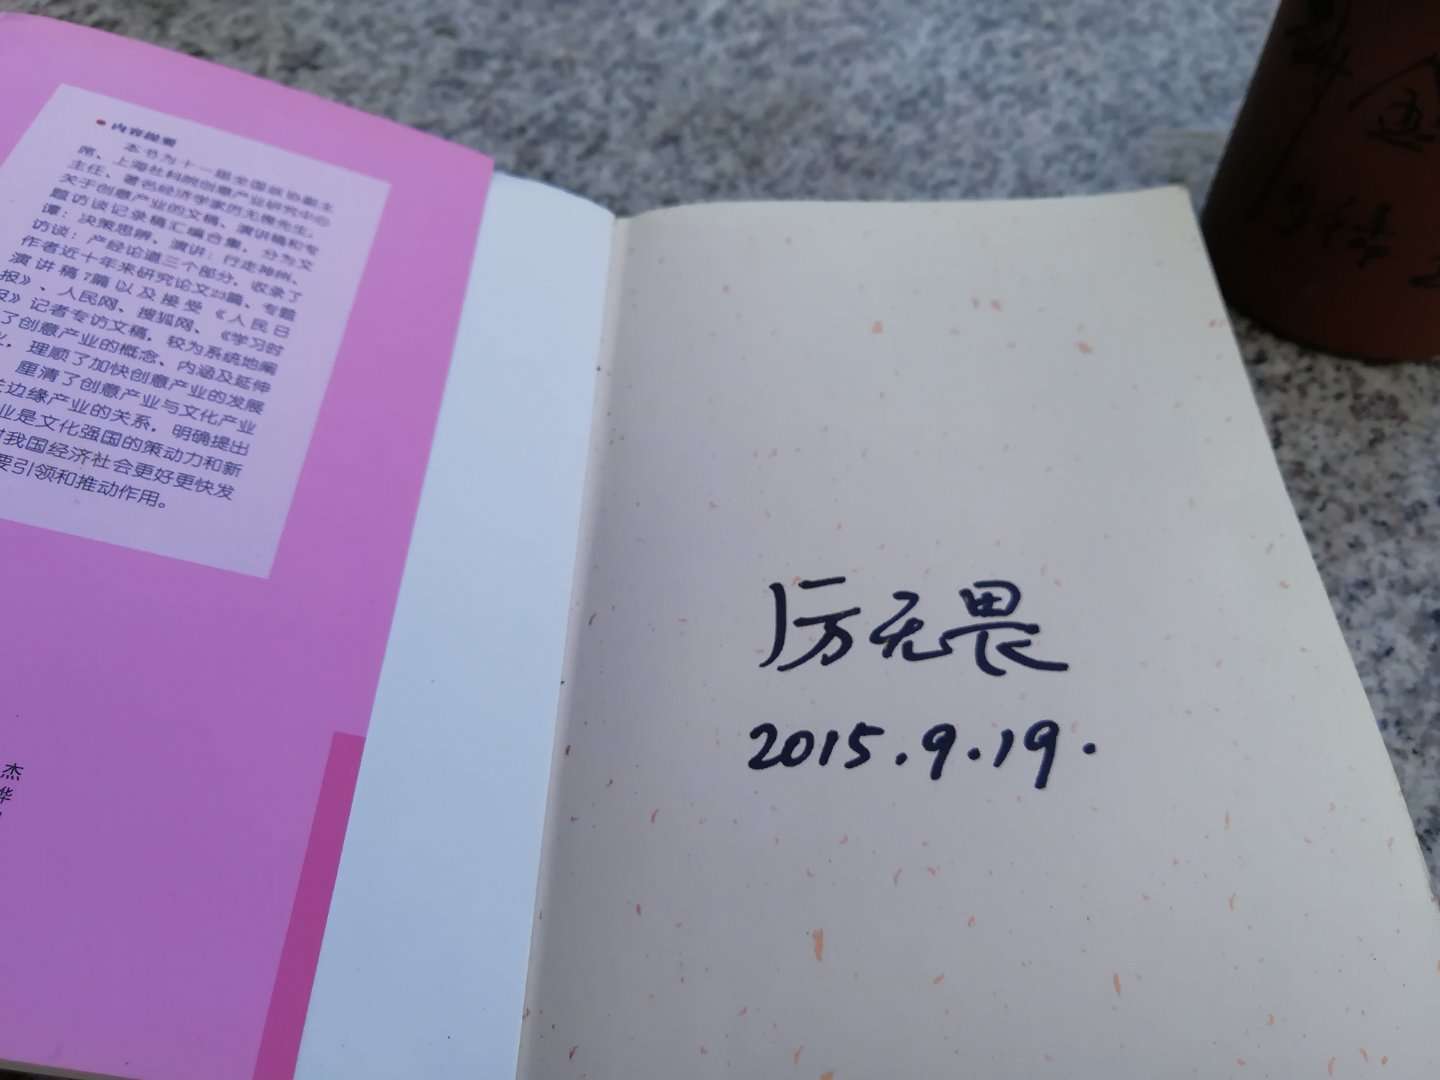 内容提要
本书为十一届全国政协副主
席、上海社科院创意产业研究中心
主任、著名经济学家厉无畏先生，
关于创意产业的文稿、演讲稿和专
题访谈记录稿汇编合集，分为文
谭：决策思辨、演讲：行走神州、
访谈：产经论道三个部分，收录了
作者近十年来研究论文23篇、专题
演讲稿7篇以及接受《人民日
报》、人民网、搜狐网、《学习时
报》记者专访文稿，较为系统地阐
了创意产业的概念、内涵及延伸
，理顺了加快创意产业的发展
厘清了创意产业与文化产业
边缘产业的关系，明确提出
业是文化强国的策动力和新
对我国经济社会更好更快发
要引领和推动作用。
杰
烨
厉无畏
2015.9.19.